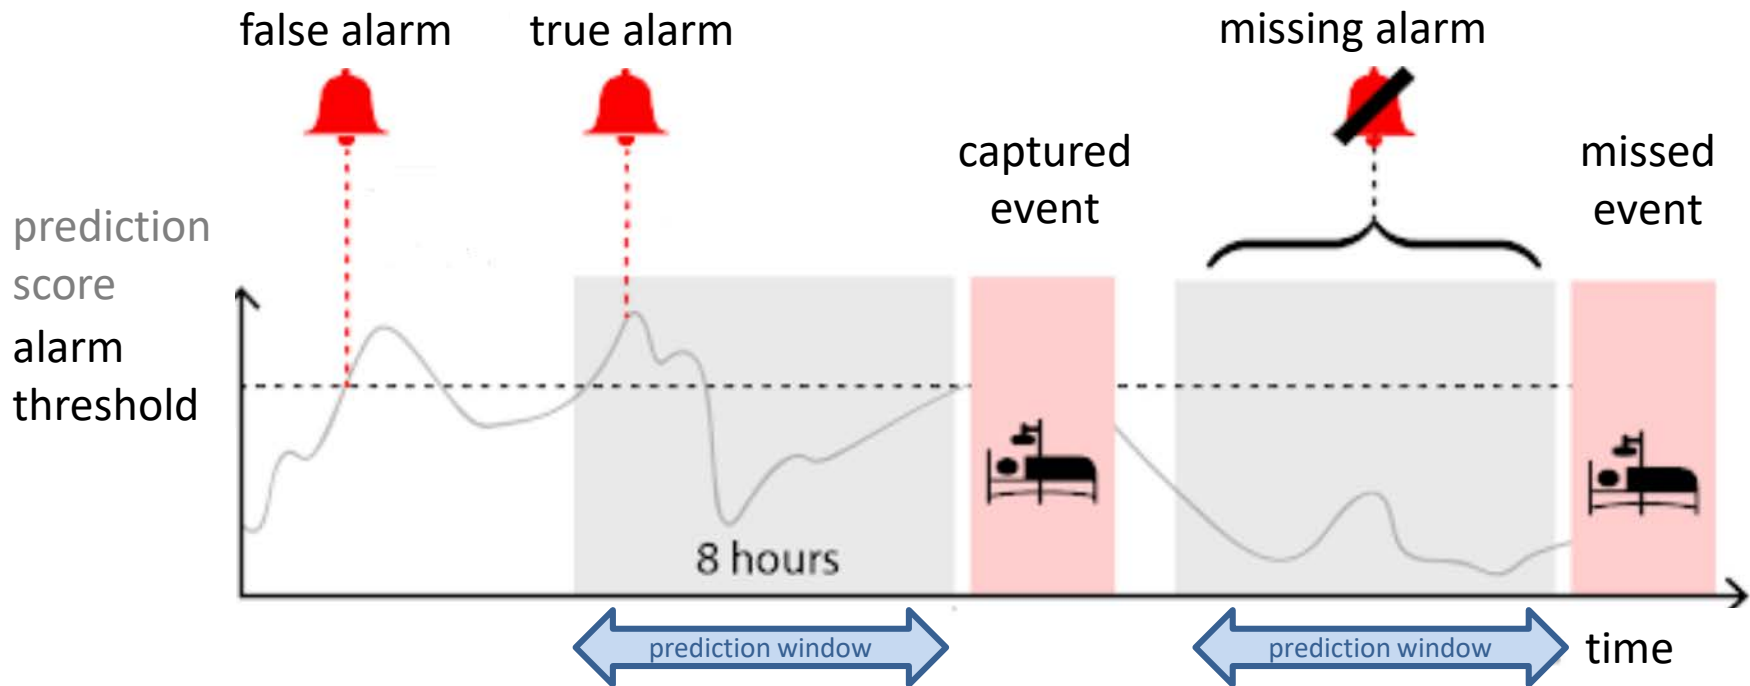 false alarm
true alarm
missing alarm
captured
event
missed
event
prediction
score
alarm
threshold
8 hours
prediction window
prediction window
time